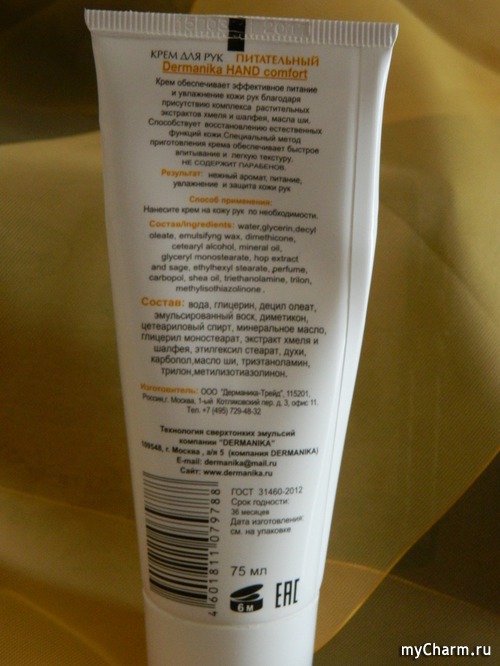 КРЕМ ДЛЯ РУК ПИТАТЕЛЬНЫЙ
Dermanika HAND comfort
Крем обеспечивает эффективное питание
и увлажнение кожи рук благодаря
присутствию комплекса растительных
экстрактов хмеля и шалфея, масла ши.
Способствует восстановлению естественных
функций кожи.Специальный метод
приготовления крема обеспечивает быстрое
впитывание и легкую текстуру.
НЕ СОДЕРЖИТ ПАРАБЕНОВ.
Результат: нежный аромат, питание,
увлажнение и защита кожи рук
Способ применения:
Нанесите крем на кожу рук по необходимости.
Состав/Ingredients: water,glycerin,decyl
oleate, emulsifyng wax, dimethicone,
cetearyl alcohol, mineral oil,
glyceryl monostearate, hop extract
and sage, ethylhexyl stearate, perfume,
carbopol, shea oil, triethanolamine, trilon,
methylisothiazolinone.
Состав: вода, глицерин, децил олеат,
эмульсированный воск, диметикон,
цетеариловый спирт, минеральное масло,
глицерил моностеарат, экстракт хмеля и
шалфея, этилгексил стеарат, духи,
карбопол,масло ши, триэтаноламин,
трилон,метилизотиазолинон.
Изготовитель: ООО "Дерманика-Трейд", 115201,
Россия,г. Москва, 1-ый Котляковский пер. д. 3, офис 11.
Тел. +7 (495) 729-48-32
Технология сверхтонких эмульсий
компании "DERMANIKA"
109548, г. Москва, а/я 5 (компания DERMANIKA)
E-mail: dermanika@mail.ru
Сайт: www.dermanika.ru
4601811079788
ГОСТ 31460-2012
Срок годности:
36 месяцев
Дата изготовления:
см. на упаковке
75 мл
6 м
EAC
myCharm.ru